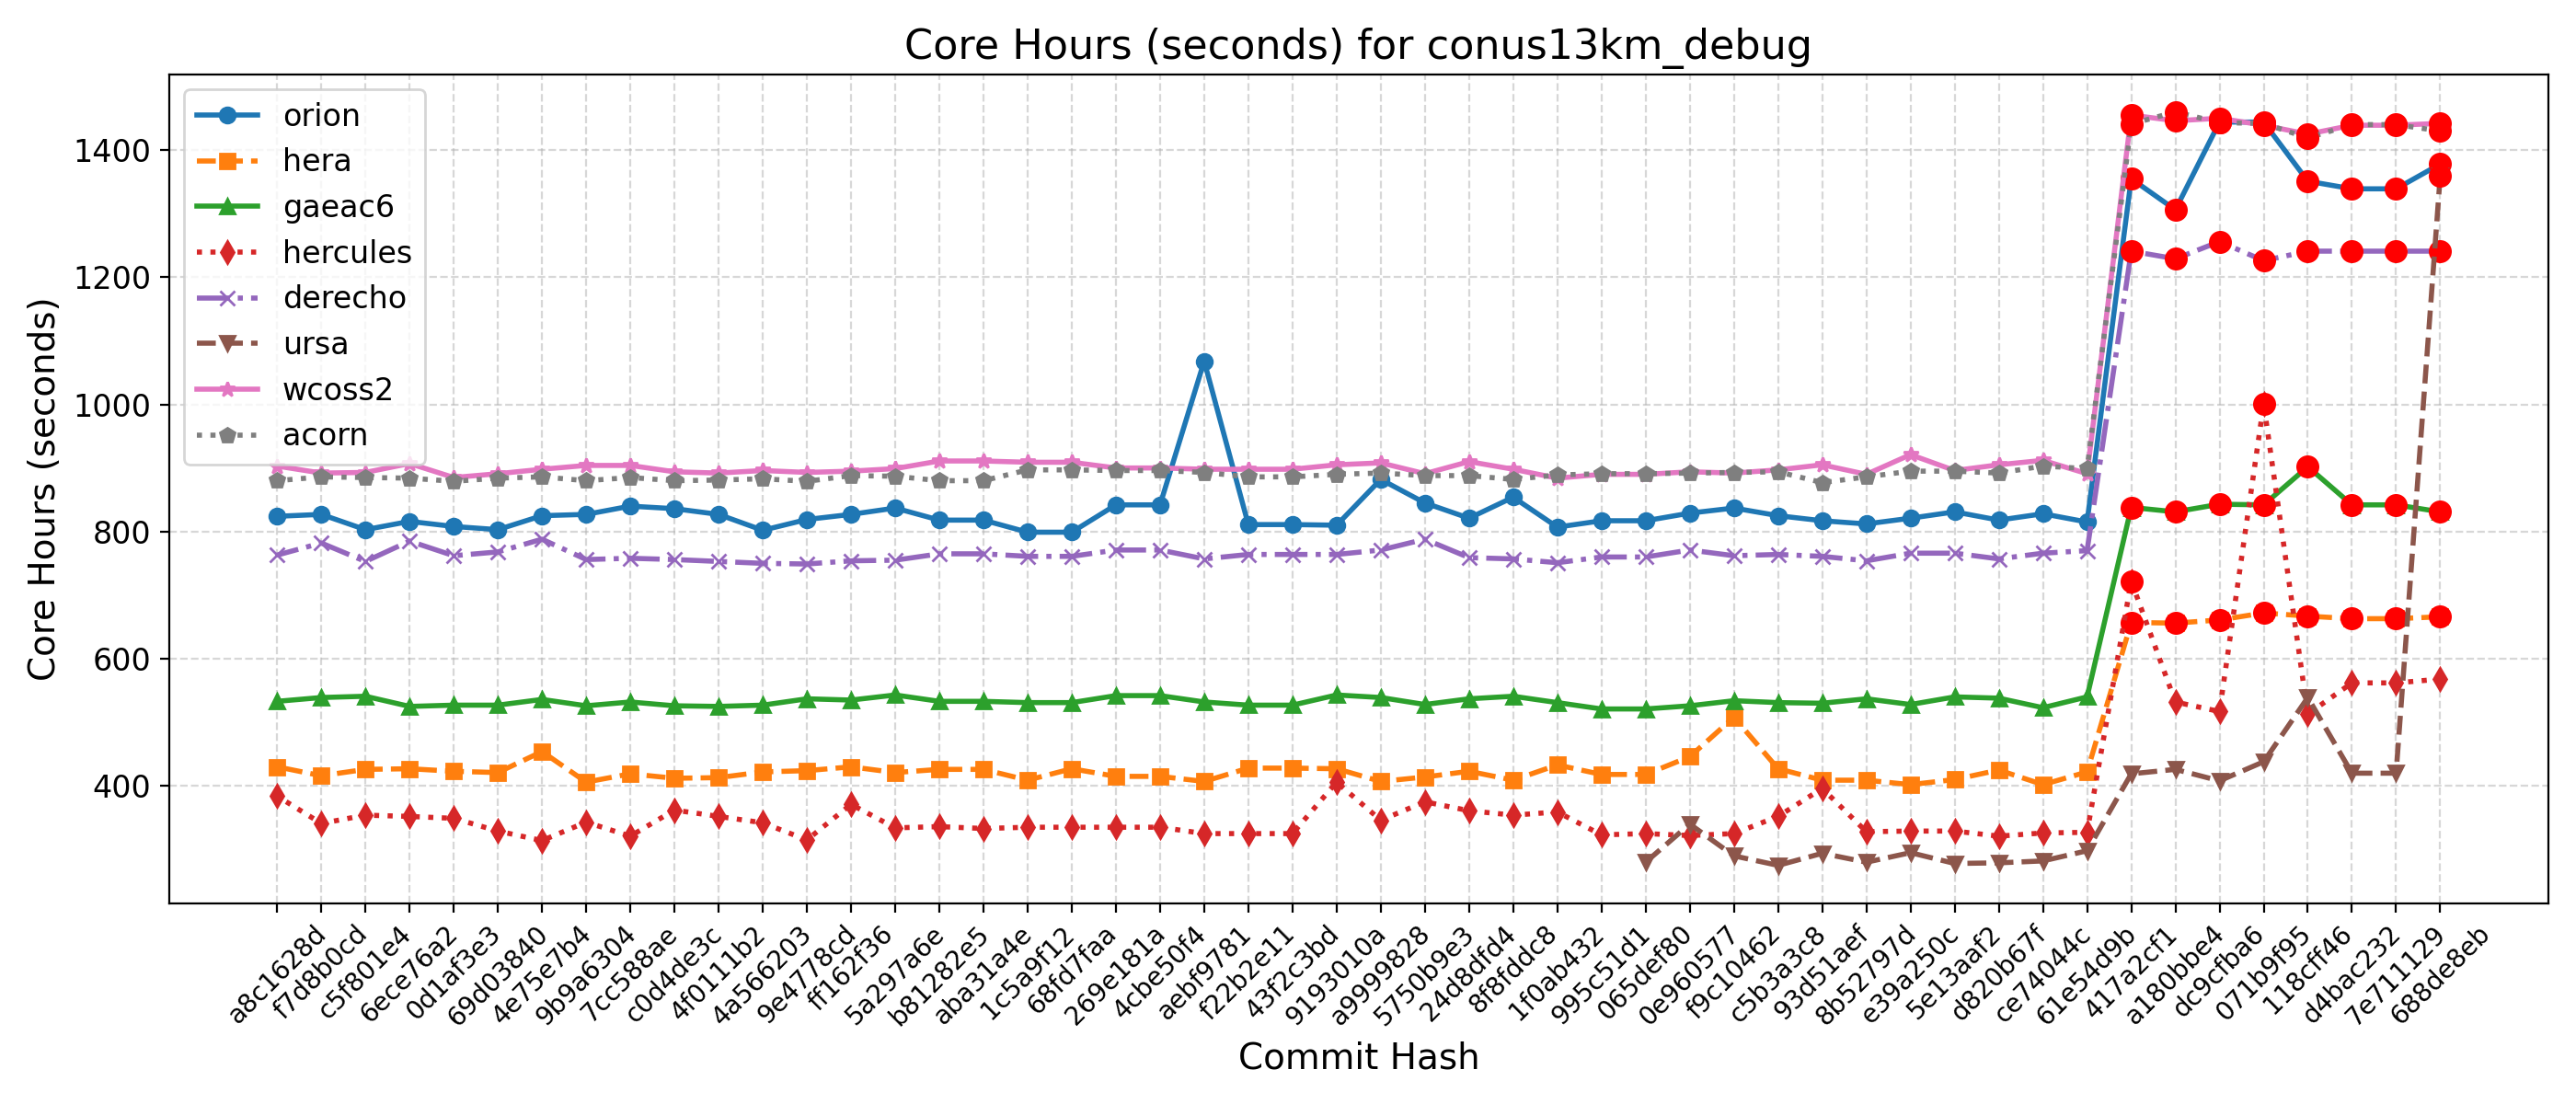 Core Hours (seconds) for conus13km_debug
orion
hera
gaeac6
hercules
derecho
ursa
wcoss2
acorn
Core Hours (seconds)
1400
1200
1000
800
600
400
a8c1628d
f7d8b0cd
c5f801e4
6ece76a2
0d1af3e3
69d03840
4e75e7b4
9b9a6304
7cc588ae
c0d4de3c
4f0111b2
4a566203
9e4778cd
ff162f36
5a297a6e
b81282e5
aba31a4e
1c5a9f12
68fd7faa
269e181a
4cbe50f4
aebf9781
f22b2e11
43f2c3bd
9193010a
a9999828
5750b9e3
24d8dfd4
8f8fddc8
1f0ab432
995c51d1
065def80
0e960577
f9c10462
c5b3a3c8
93d51aef
8b52797d
e39a250c
5e13aaf2
d820b67f
ce74044c
61e54d9b
417a2cf1
a180bbe4
dc9cfba6
071b9f95
118cff46
d4bac232
7e711129
688de8eb
Commit Hash